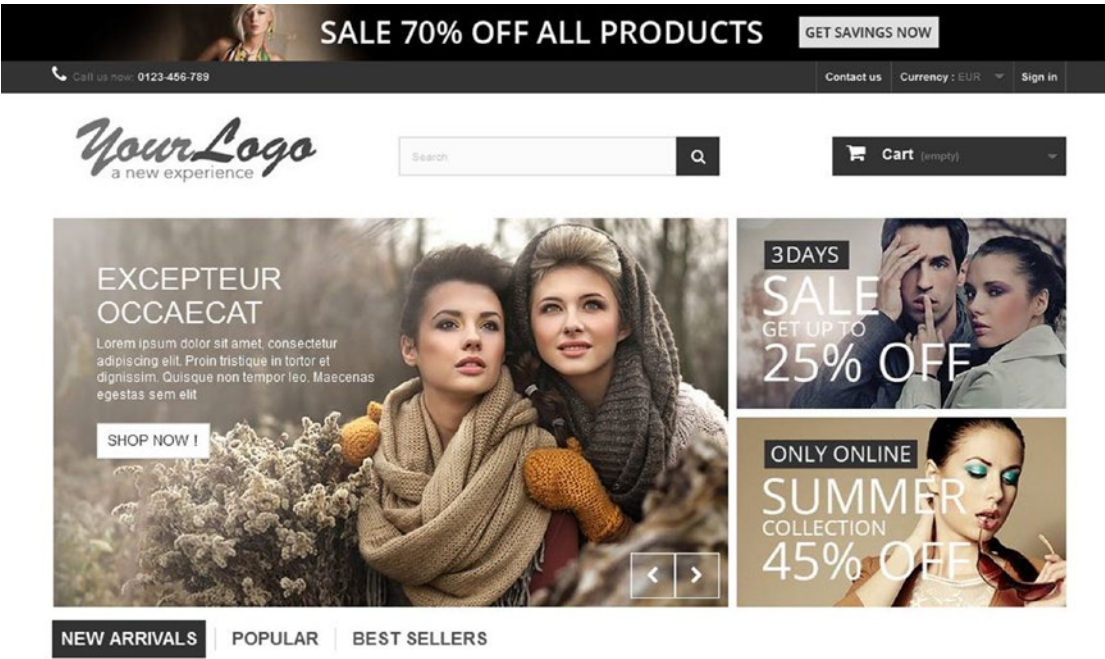 SALE 70% OFF ALL PRODUCTS GET SAVINGS NOW
Call us now: 0123-456-789 Contact us Currency : EUR Sign in
YourLogo
a new experience
Search
Cart (empty)
EXCEPTEUR
OCCAECAT
Lorem ipsum dolor sit amet, consectetur
adipiscing elit. Proin tristique in tortor et
dignissim. Quisque non tempor leo. Maecenas
egestas sem elit
SHOP NOW !
3DAYS
SALE
GET UP TO
25% OFF
ONLY ONLINE
SUMMER
COLLECTION
45% OFF
NEW ARRIVALS POPULAR BEST SELLERS